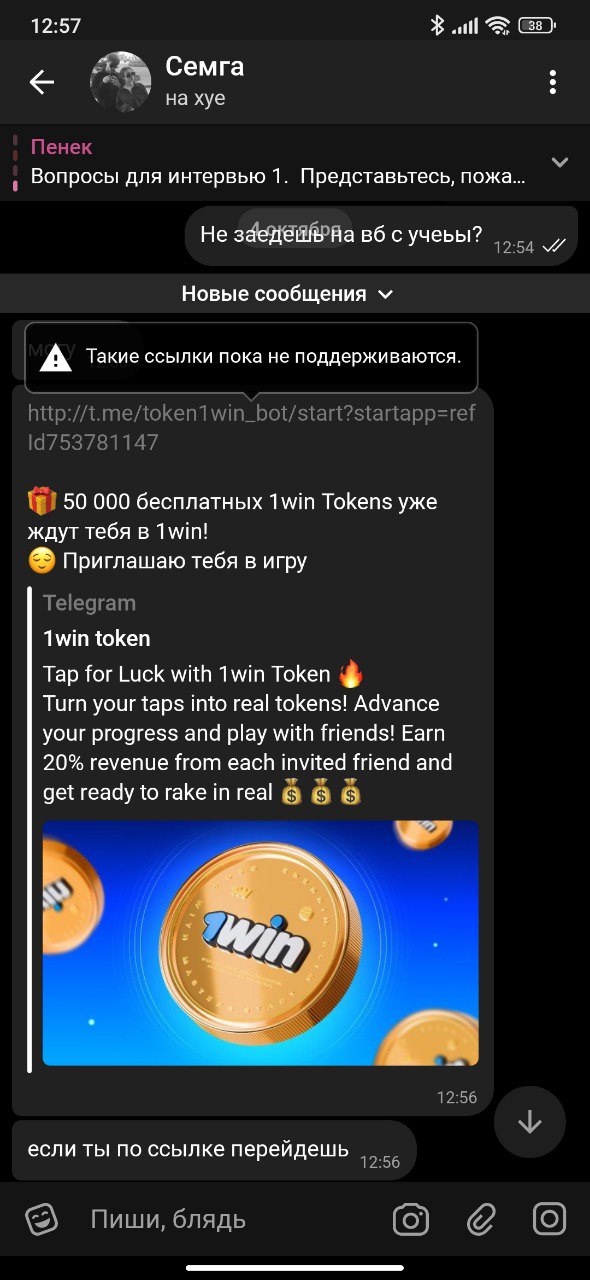 12:57
38
Семга
на хуе
Пенек
Вопросы для интервью 1. Представьтесь, пожа...
4 октября
Не заедешь на вб с учеьы?
12:54
Новые сообщения
могу
Такие ссылки пока не поддерживаются.
http://t.me/token1win_bot/start?startapp=ref
Id753781147
🎁 50 000 бесплатных 1win Tokens уже
ждут тебя в 1win!
😌 Приглашаю тебя в игру
Telegram
1win token
Tap for Luck with 1win Token 🔥
Turn your taps into real tokens! Advance
your progress and play with friends! Earn
20% revenue from each invited friend and
get ready to rake in real 💰 💰 💰
1win
12:56
если ты по ссылке перейдешь
12:56
Пиши, блядь